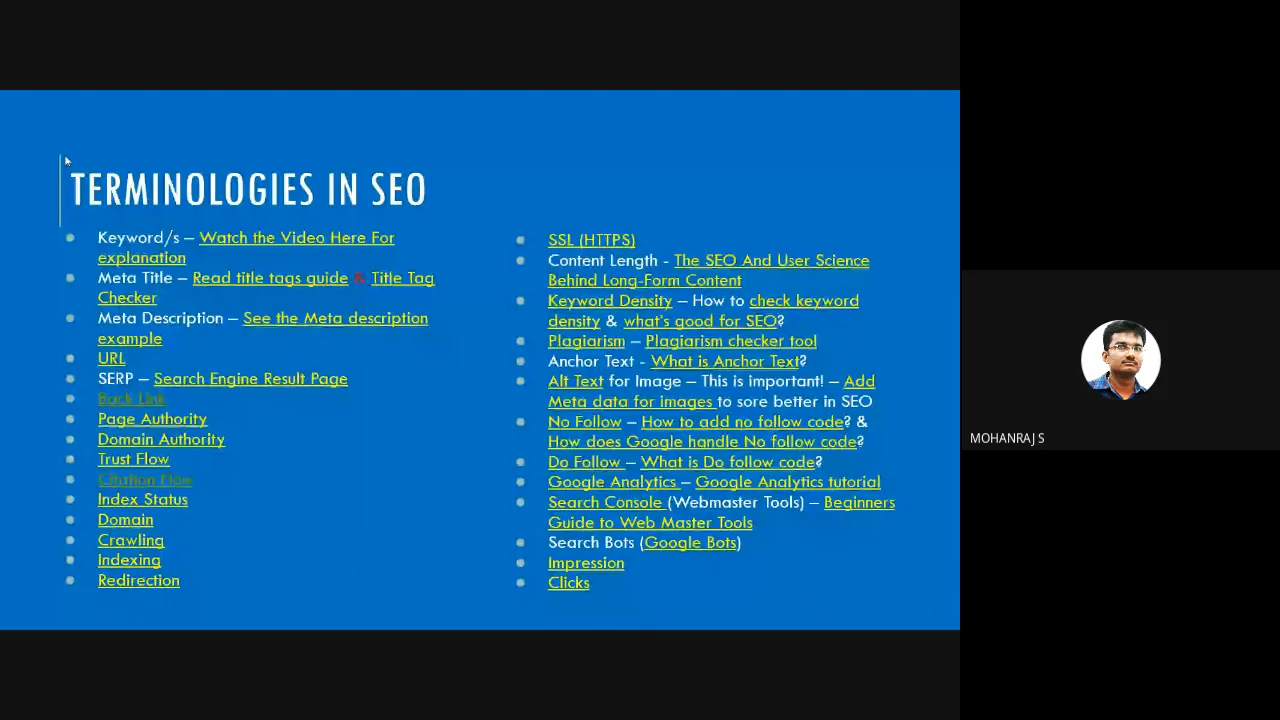 TERMINOLOGIES IN SEO
Keyword/s – Watch the Video Here For
explanation
Meta Title – Read title tags guide & Title Tag
Checker
Meta Description – See the Meta description
example
URL
SERP – Search Engine Result Page
Back Link
Page Authority
Domain Authority
Trust Flow
Citation Flow
Index Status
Domain
Crawling
Indexing
Redirection
SSL (HTTPS)
Content Length - The SEO And User Science
Behind Long-Form Content
Keyword Density – How to check keyword
density & what's good for SEO?
Plagiarism – Plagiarism checker tool
Anchor Text - What is Anchor Text?
Alt Text for Image – This is important! – Add
Meta data for images to sore better in SEO
No Follow – How to add no follow code? &
How does Google handle No follow code?
Do Follow – What is Do follow code?
Google Analytics – Google Analytics tutorial
Search Console (Webmaster Tools) – Beginners
Guide to Web Master Tools
Search Bots (Google Bots)
Impression
Clicks
MOHANRAJ S